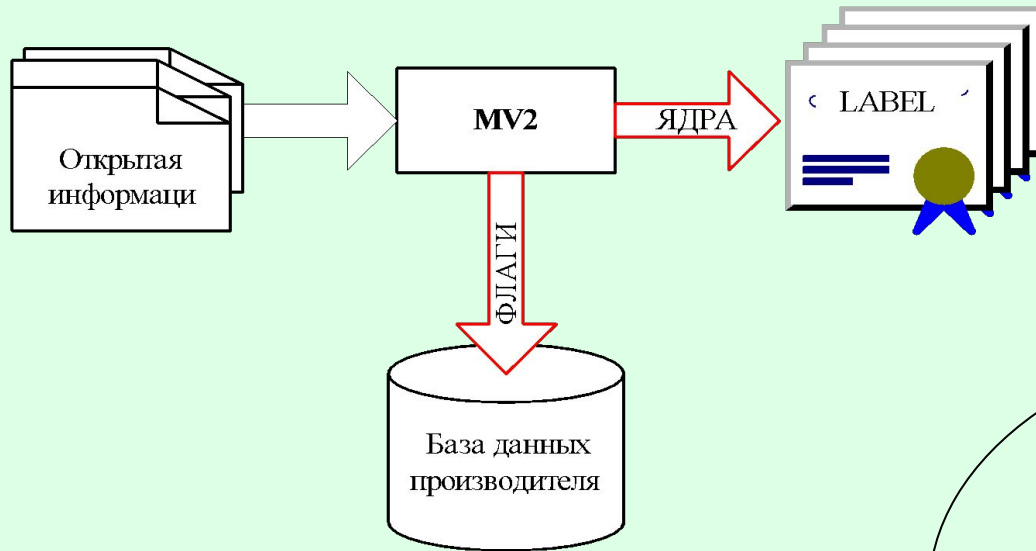 Открытая
информаци
MV2
ЯДРА
LABEL
ФЛАГИ
База данных
производителя